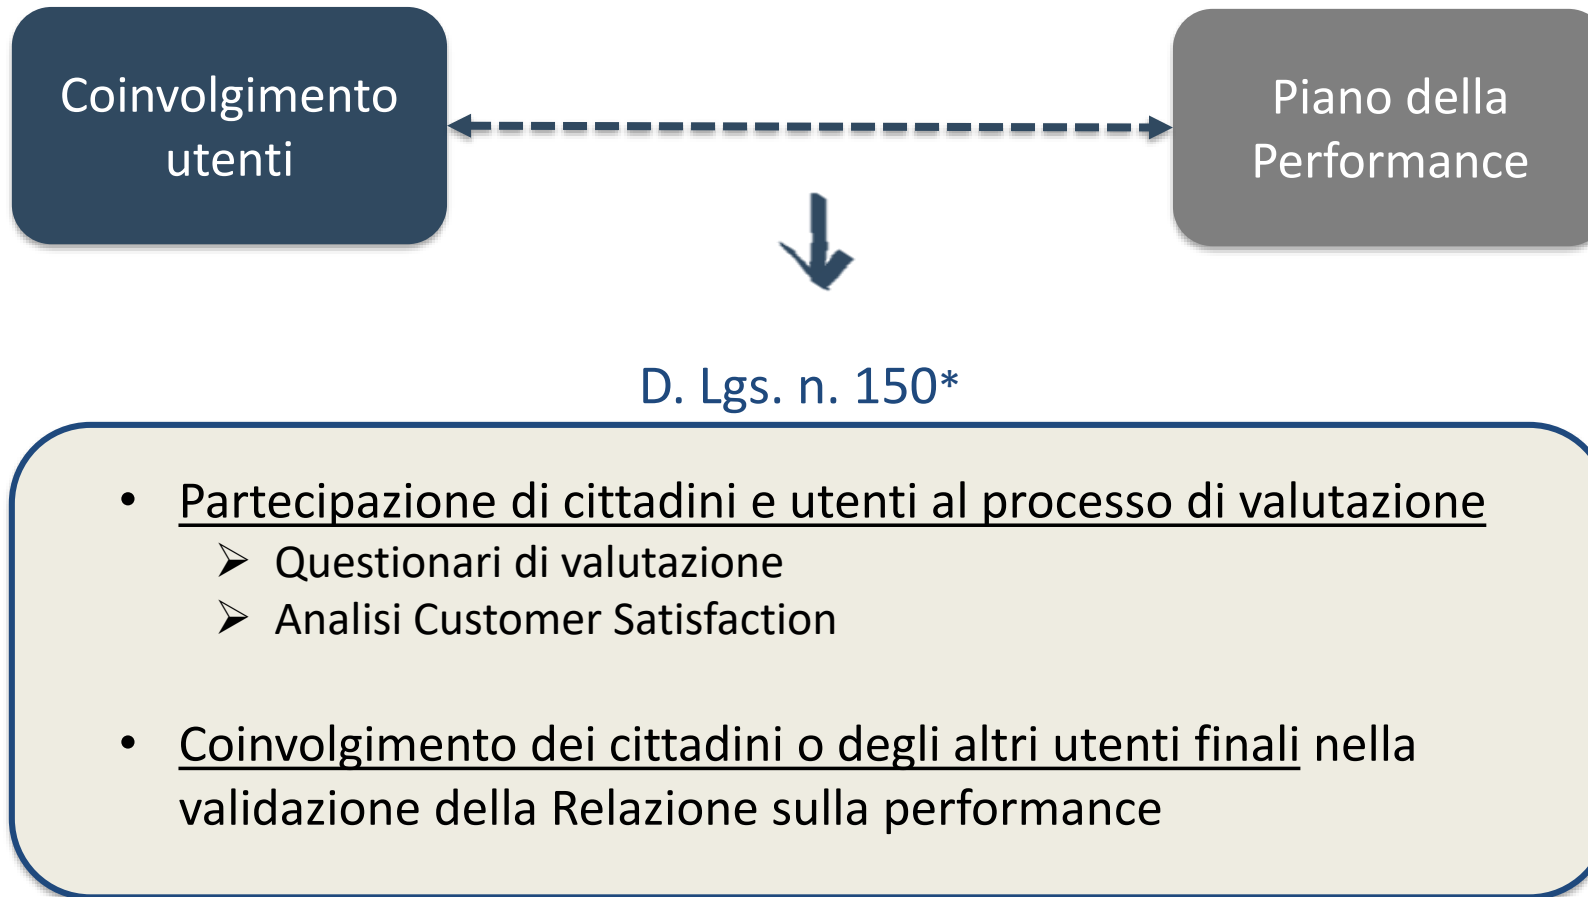 Coinvolgimento
utenti
Piano della
Performance
D. Lgs. n. 150*
• Partecipazione di cittadini e utenti al processo di valutazione
➢ Questionari di valutazione
➢ Analisi Customer Satisfaction
• Coinvolgimento dei cittadini o degli altri utenti finali nella
validazione della Relazione sulla performance